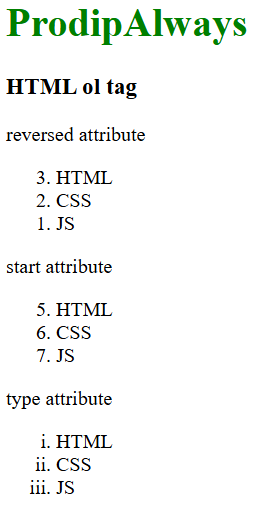 ProdipAlways
HTML ol tag
reversed attribute
3. HTML
2. CSS
1. JS
start attribute
5. HTML
6. CSS
7. JS
type attribute
i. HTML
ii. CSS
iii. JS